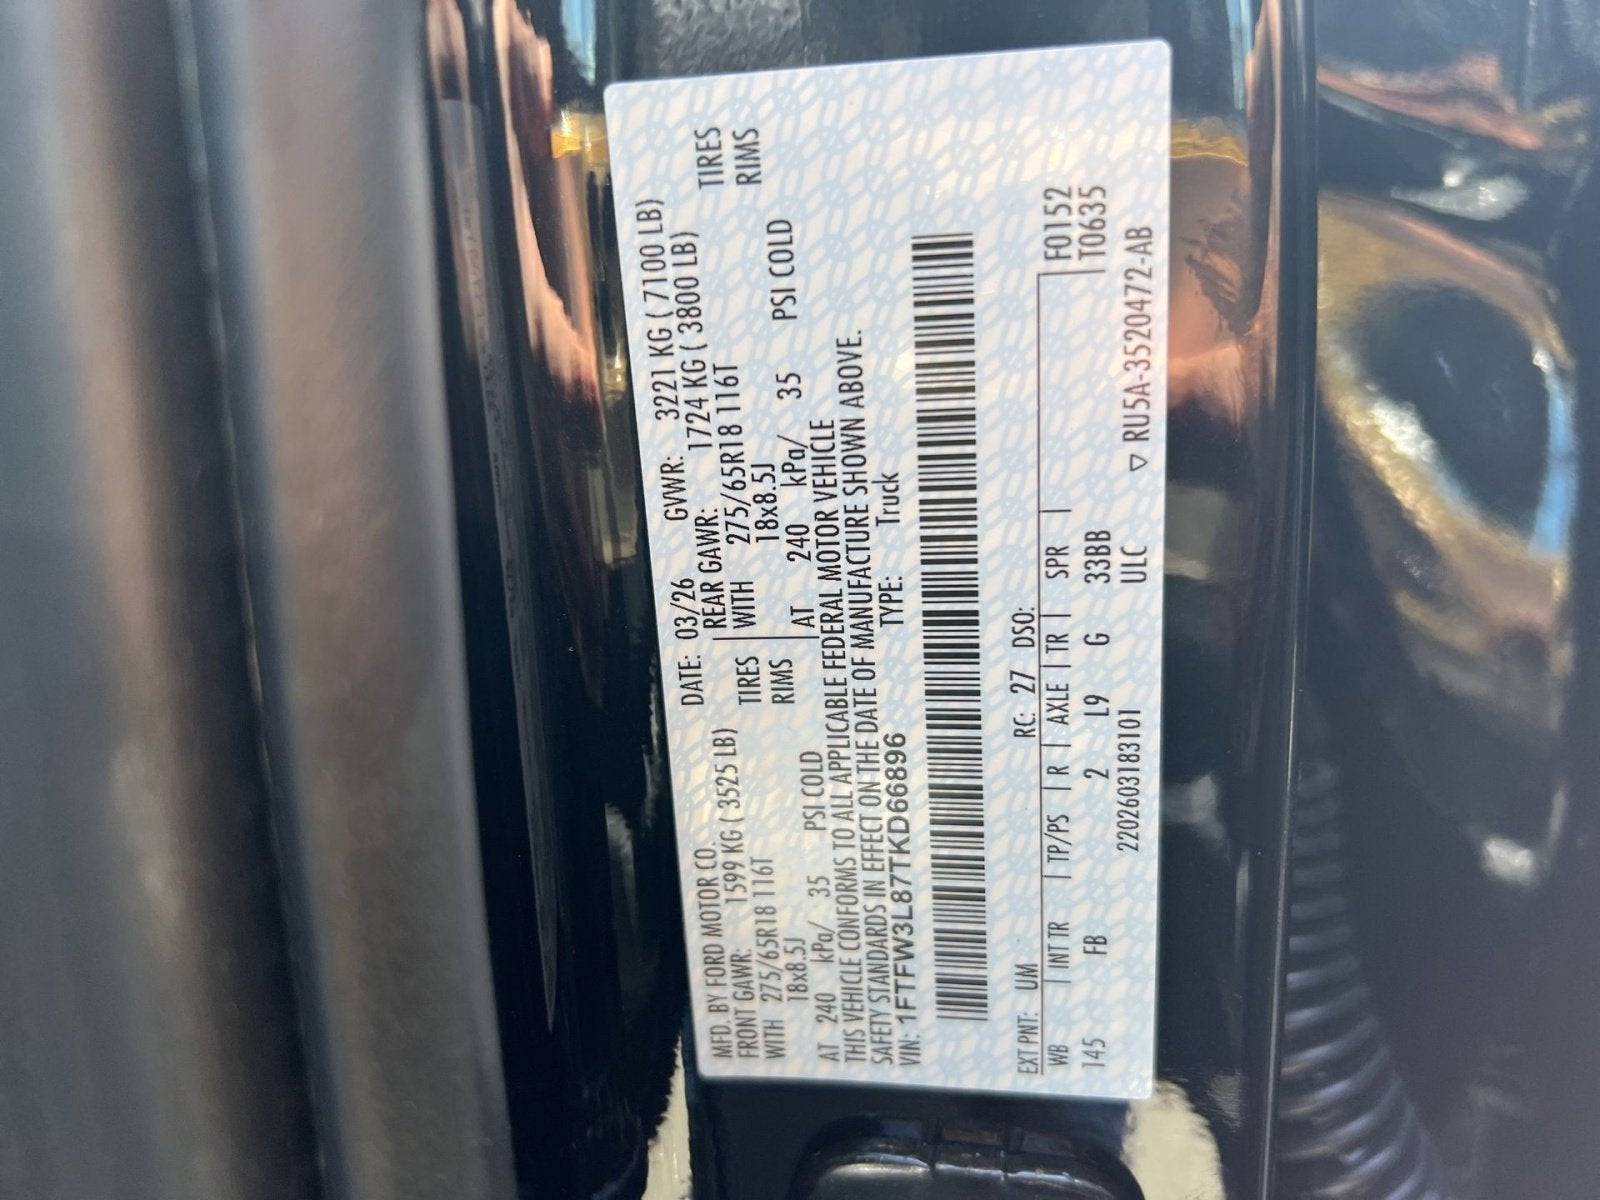 MFD. BY FORD MOTOR CO. DATE: 03/26 GVWR: 3221 KG ( 7100 LB)
FRONT GAWR: 1599 KG ( 3525 LB) REAR GAWR: 1724 KG ( 3800 LB)
WITH 275/65R18 116T TIRES WITH 275/65R18 116T TIRES
18x8.5J RIMS 18x8.5J RIMS
AT 240 kPa/ 35 PSI COLD AT 240 kPa/ 35 PSI COLD
THIS VEHICLE CONFORMS TO ALL APPLICABLE FEDERAL MOTOR VEHICLE
SAFETY STANDARDS IN EFFECT ON THE DATE OF MANUFACTURE SHOWN ABOVE.
VIN: 1FTFW3L87TKD66896 TYPE: Truck
EXT PNT: UM RC: 27 DSO: F0152
WB INT TR TP/PS R AXLE TR SPR T0635
145 FB 2 L9 G 33BB
2202603183101 ULC ▽ RU5A-3520472-AB